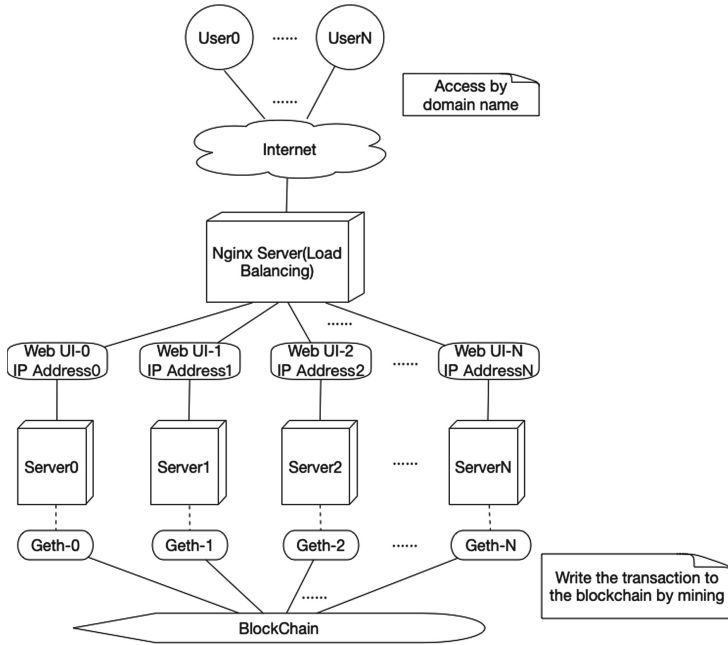 User0
......
UserN
Access by
domain name
......
Internet
Nginx Server(Load
Balancing)
......
Web UI-0
IP Address0
Web UI-1
IP Address1
Web UI-2
IP Address2
......
Web UI-N
IP AddressN
Server0
Server1
Server2
......
ServerN
Geth-0
Geth-1
Geth-2
......
Geth-N
Write the transaction to
the blockchain by mining
......
BlockChain